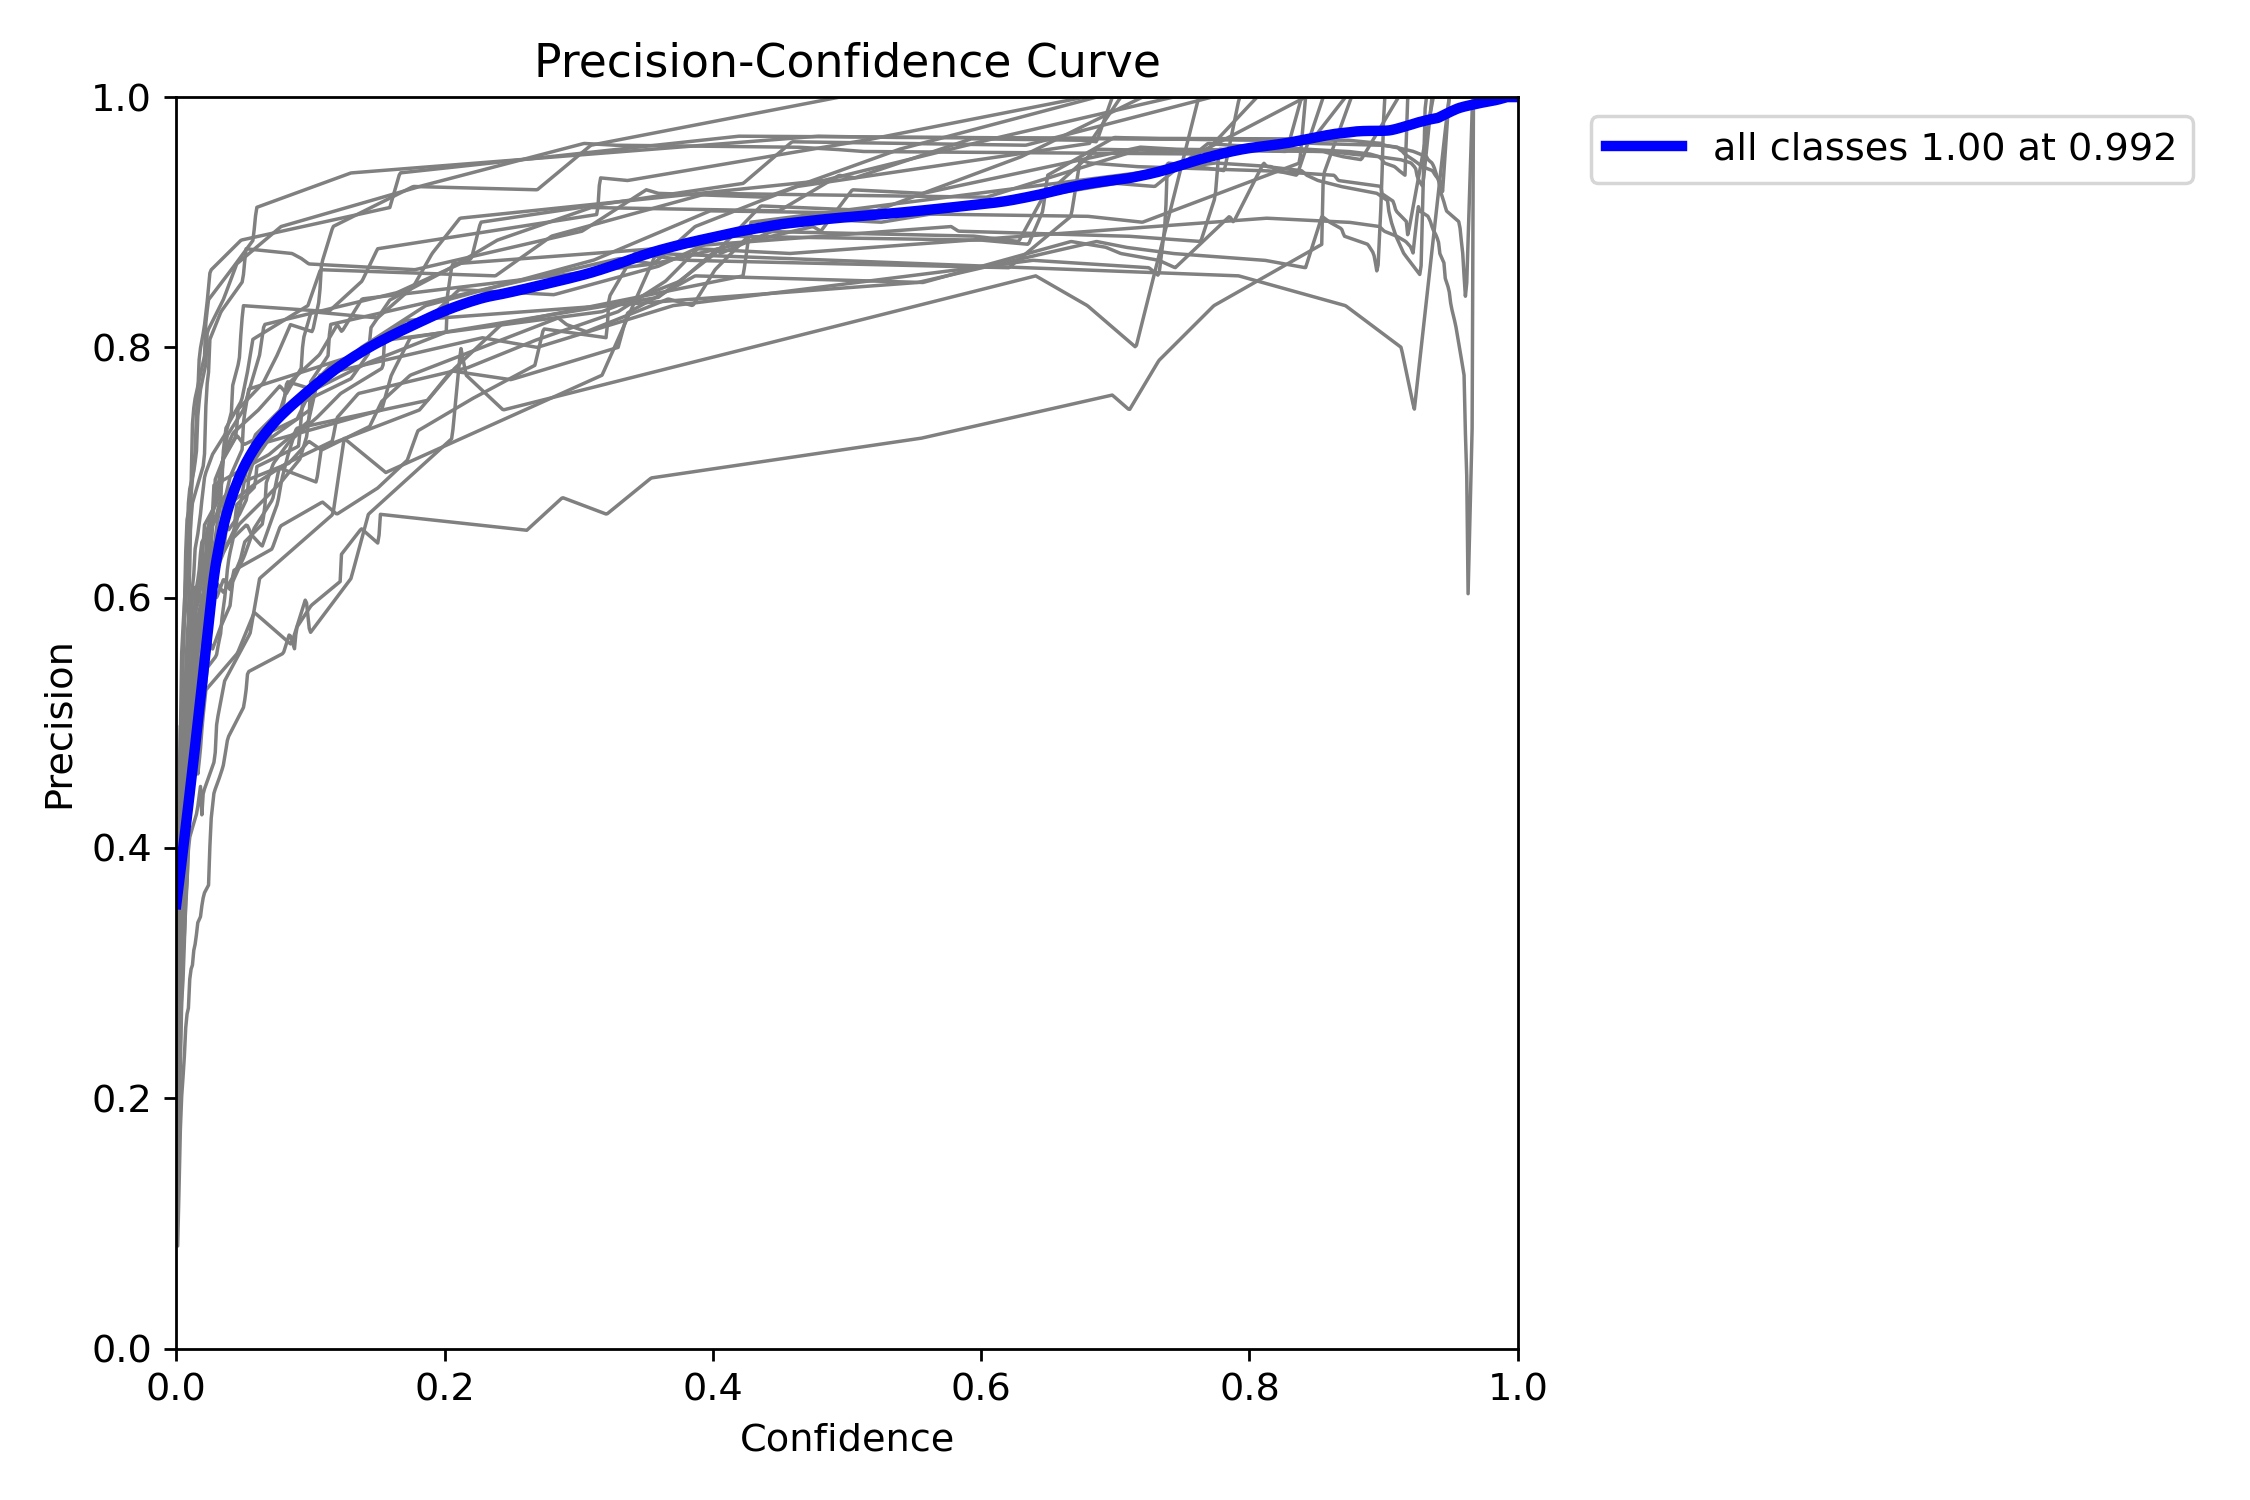 Precision-Confidence Curve
1.0
0.8
0.6
0.4
0.2
0.0
Precision
0.0 0.2 0.4 0.6 0.8 1.0
Confidence
all classes 1.00 at 0.992